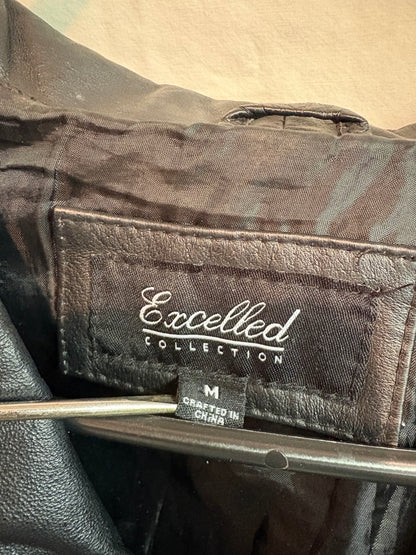 Excelled
COLLECTION
M
CRAFTED IN
CHINA